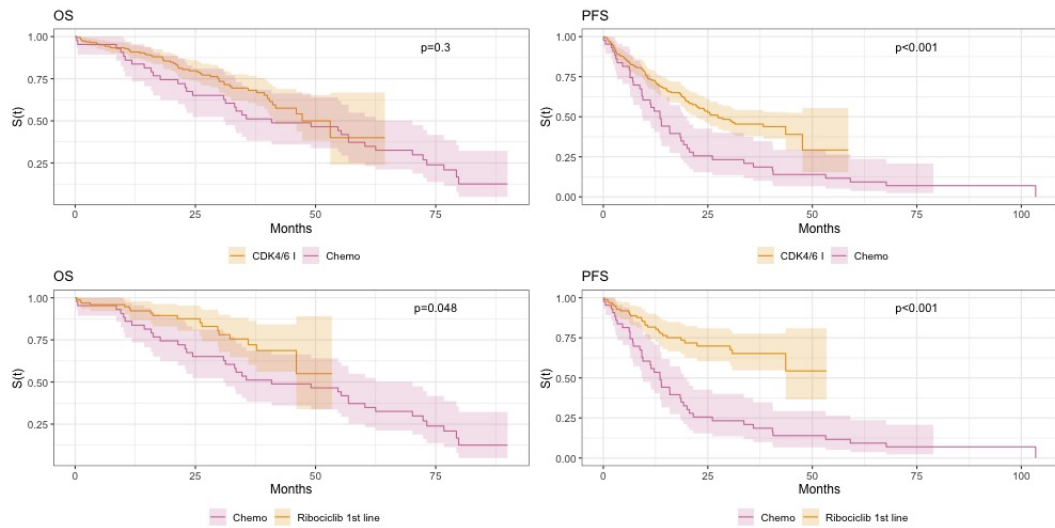 OS
1.00
p=0.3
0.75
S(t)
0.50
0.25
0 25 50 75
Months
CDK4/6 I Chemo
PFS
1.00
p<0.001
0.75
S(t)
0.50
0.25
0.00
0 25 50 75 100
Months
CDK4/6 I Chemo
OS
1.00
p=0.048
0.75
S(t)
0.50
0.25
0 25 50 75
Months
Chemo Ribociclib 1st line
PFS
1.00
p<0.001
0.75
S(t)
0.50
0.25
0.00
0 25 50 75 100
Months
Chemo Ribociclib 1st line